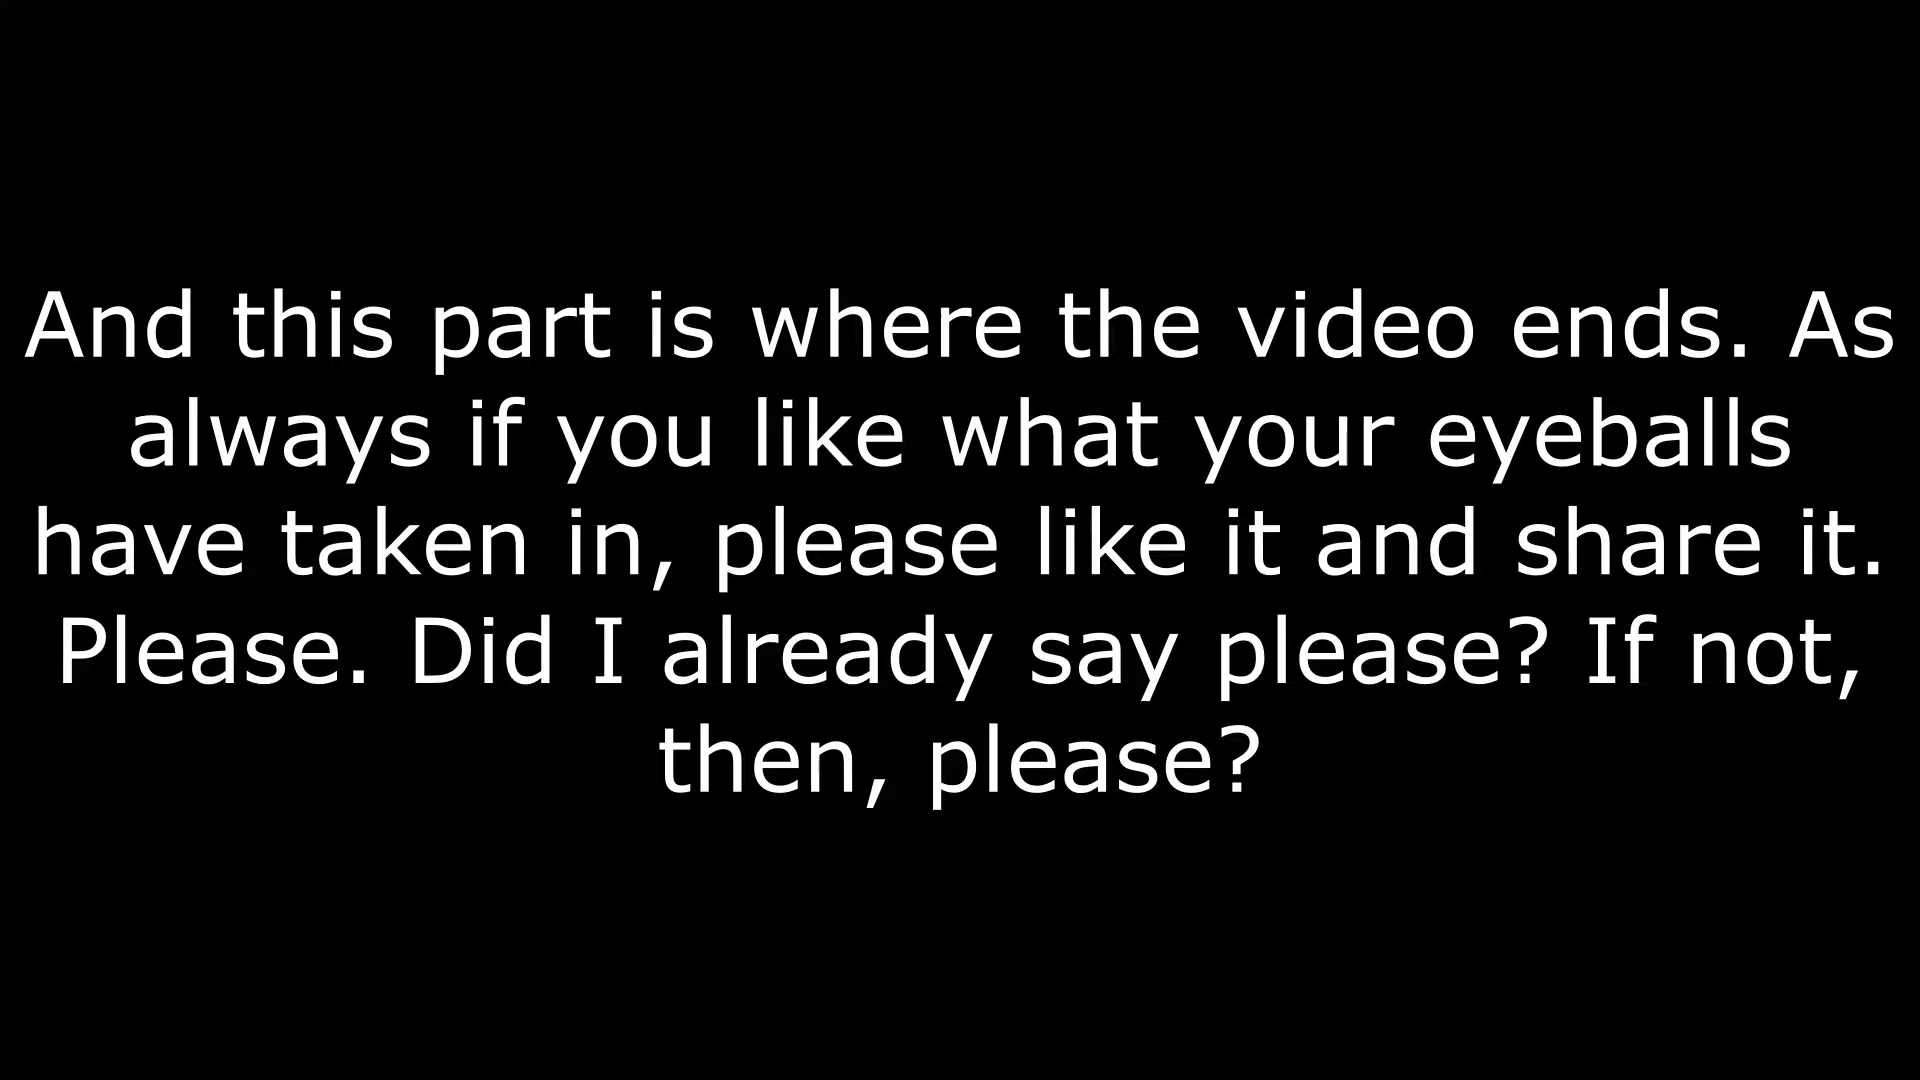 And this part is where the video ends. As
always if you like what your eyeballs
have taken in, please like it and share it.
Please. Did I already say please? If not,
then, please?